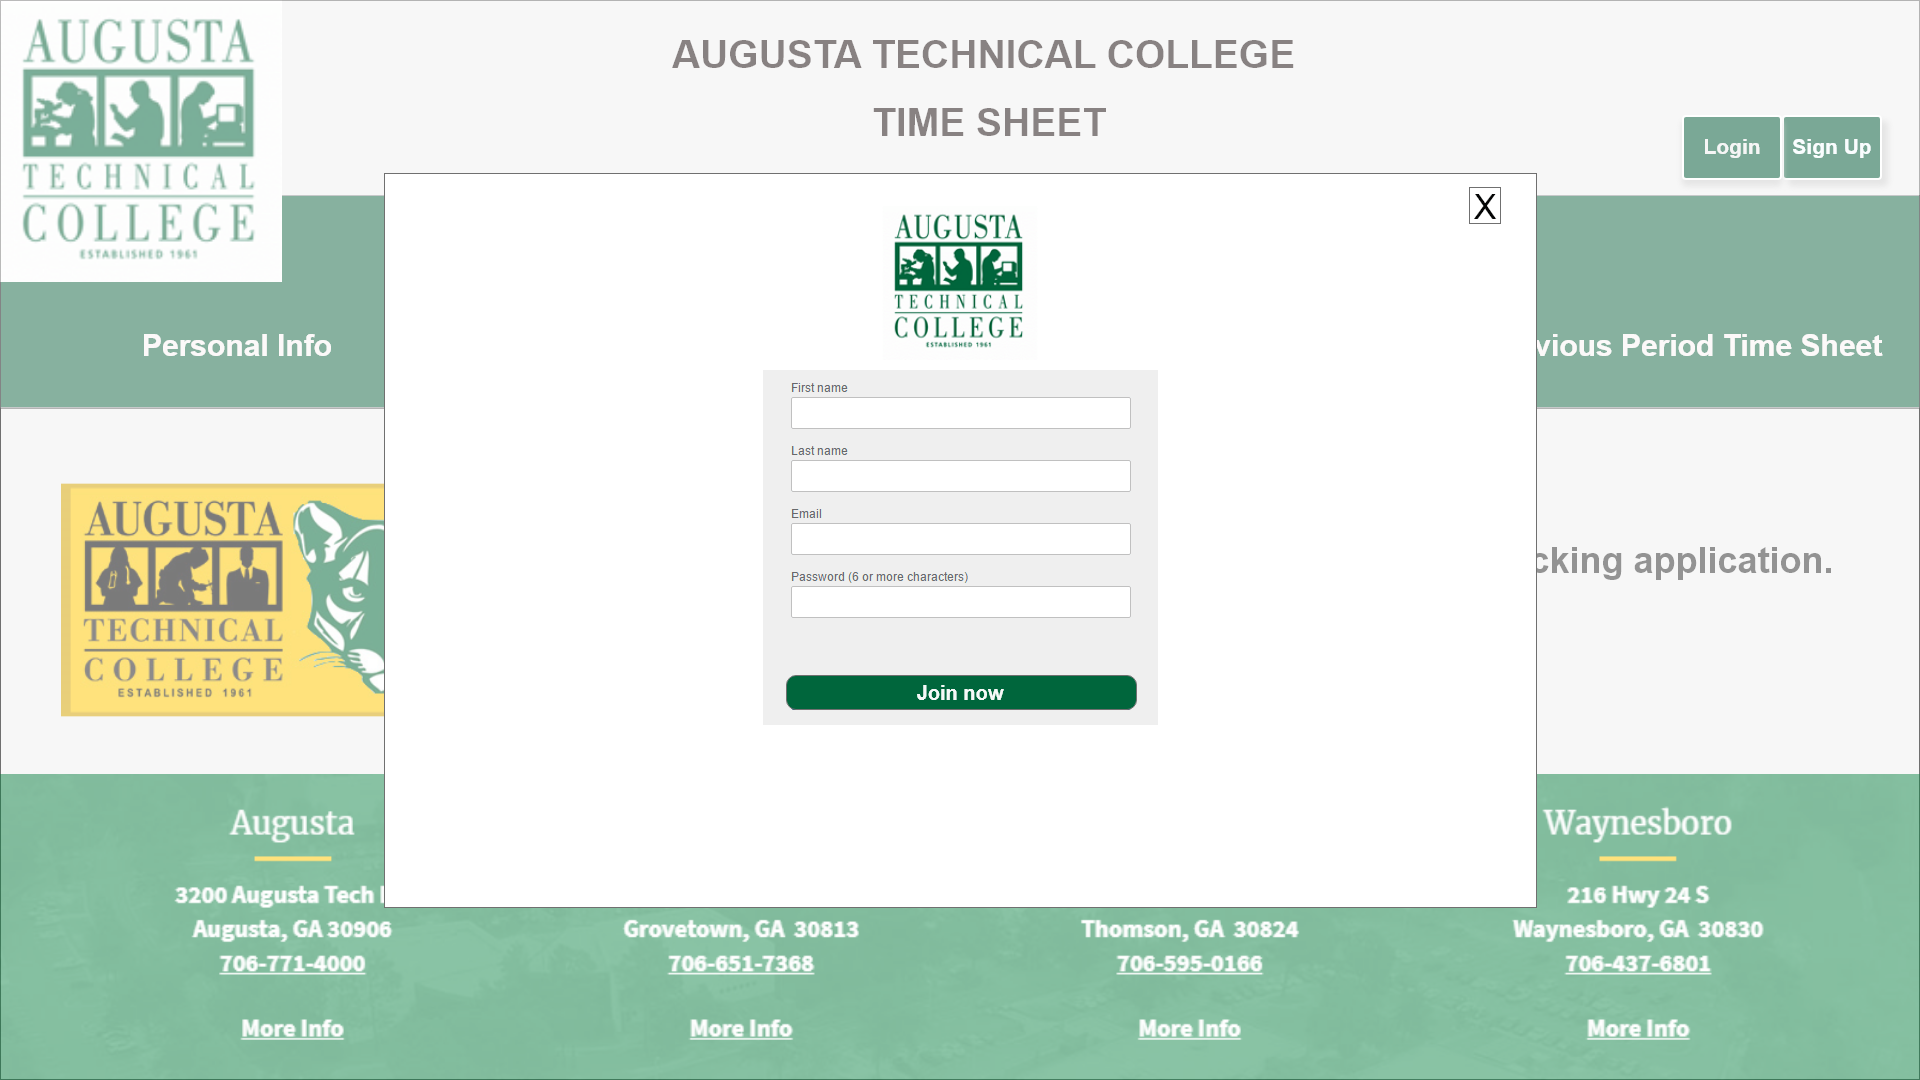 AUGUSTA
TECHNICAL
COLLEGE
ESTABLISHED 1961
AUGUSTA TECHNICAL COLLEGE
TIME SHEET
Login
Sign Up
X
AUGUSTA
TECHNICAL
COLLEGE
ESTABLISHED 1961
Personal Info
vious Period Time Sheet
First name
Last name
Email
Password (6 or more characters)
Join now
AUGUSTA
TECHNICAL
COLLEGE
ESTABLISHED 1961
cking application.
Augusta
3200 Augusta Tech
Augusta, GA 30906
706-771-4000
More Info
Grovetown, GA 30813
706-651-7368
More Info
Thomson, GA 30824
706-595-0166
More Info
Waynesboro
216 Hwy 24 S
Waynesboro, GA 30830
706-437-6801
More Info